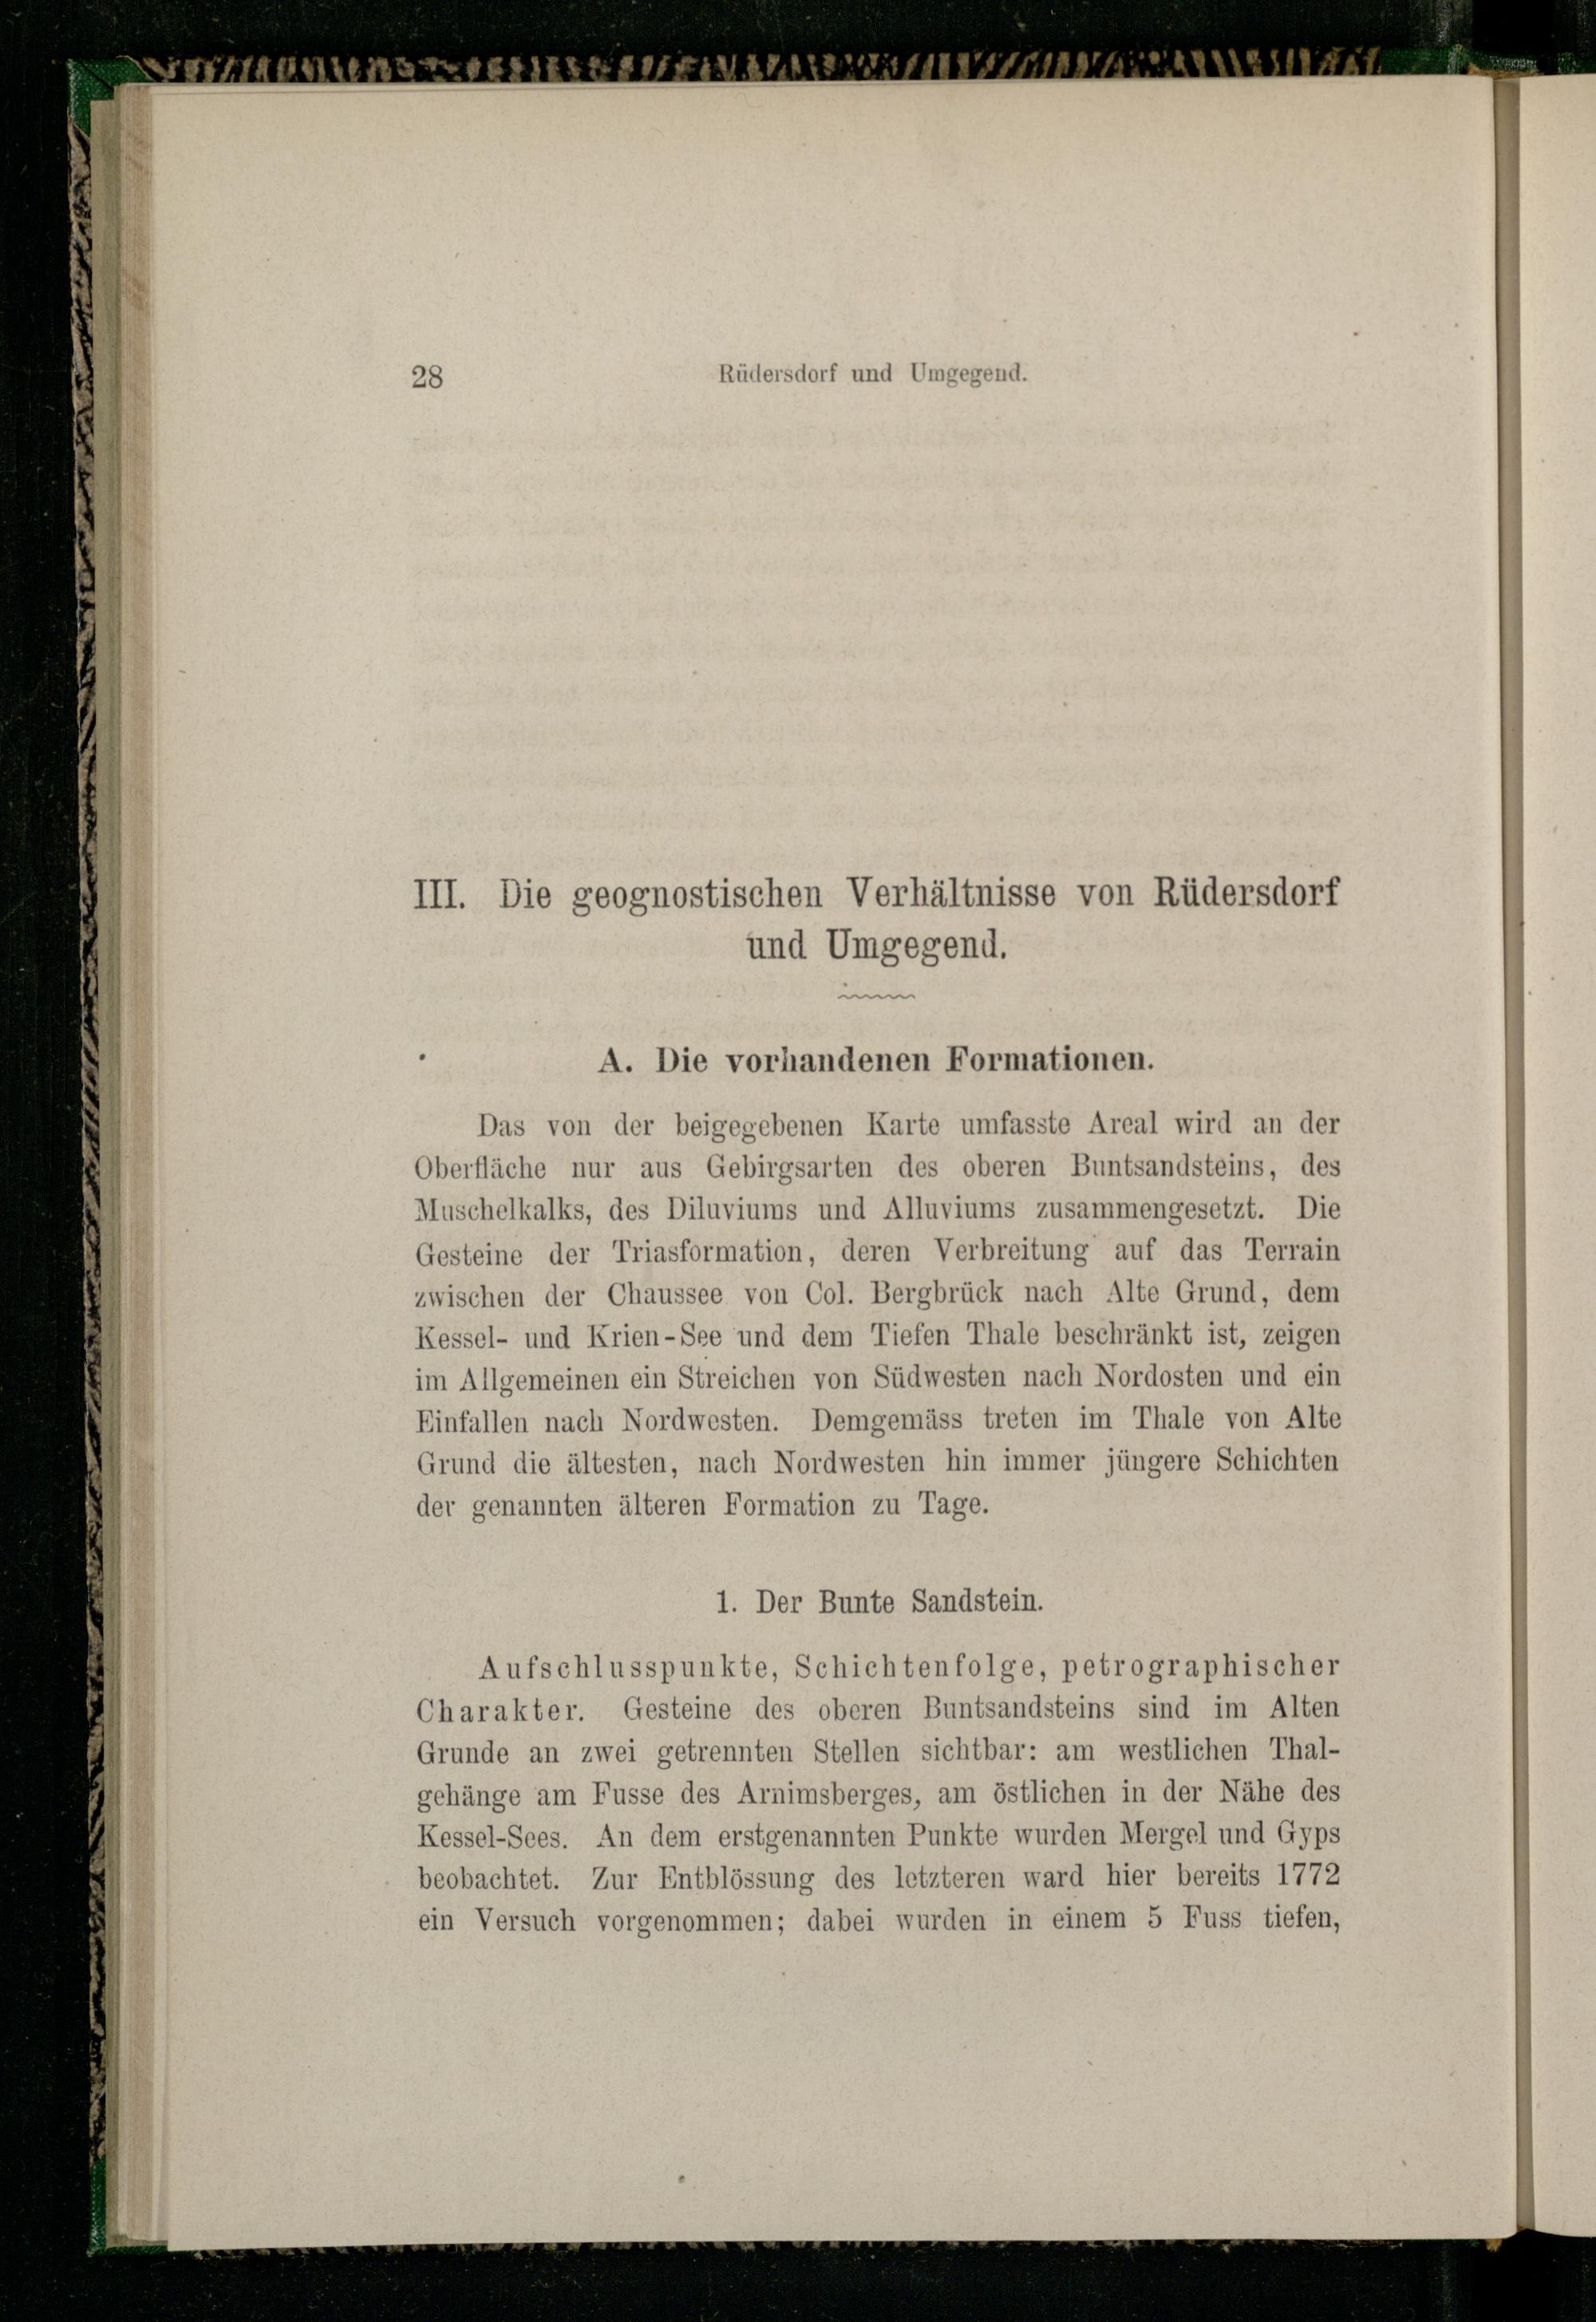 28
Rüdersdorf und Umgegend.
III. Die geognostischen Verhältnisse von Rüdersdorf
und Umgegend.
A. Die vorhandenen Formationen.
Das von der beigegebenen Karte umfasste Areal wird an der
Oberfläche nur aus Gebirgsarten des oberen Buntsandsteins, des
Muschelkalks, des Diluviums und Alluviums zusammengesetzt. Die
Gesteine der Triasformation, deren Verbreitung auf das Terrain
zwischen der Chaussee von Col. Bergbrück nach Alte Grund, dem
Kessel- und Krien-See und dem Tiefen Thale beschränkt ist, zeigen
im Allgemeinen ein Streichen von Südwesten nach Nordosten und ein
Einfallen nach Nordwesten. Demgemäss treten im Thale von Alte
Grund die ältesten, nach Nordwesten hin immer jüngere Schichten
der genannten älteren Formation zu Tage.
1. Der Bunte Sandstein.
Aufschlusspunkte, Schichtenfolge, petrographischer
Charakter. Gesteine des oberen Buntsandsteins sind im Alten
Grunde an zwei getrennten Stellen sichtbar: am westlichen Thal-
gehänge am Fusse des Arnimsberges, am östlichen in der Nähe des
Kessel-Sees. An dem erstgenannten Punkte wurden Mergel und Gyps
beobachtet. Zur Entblössung des letzteren ward hier bereits 1772
ein Versuch vorgenommen; dabei wurden in einem 5 Fuss tiefen,